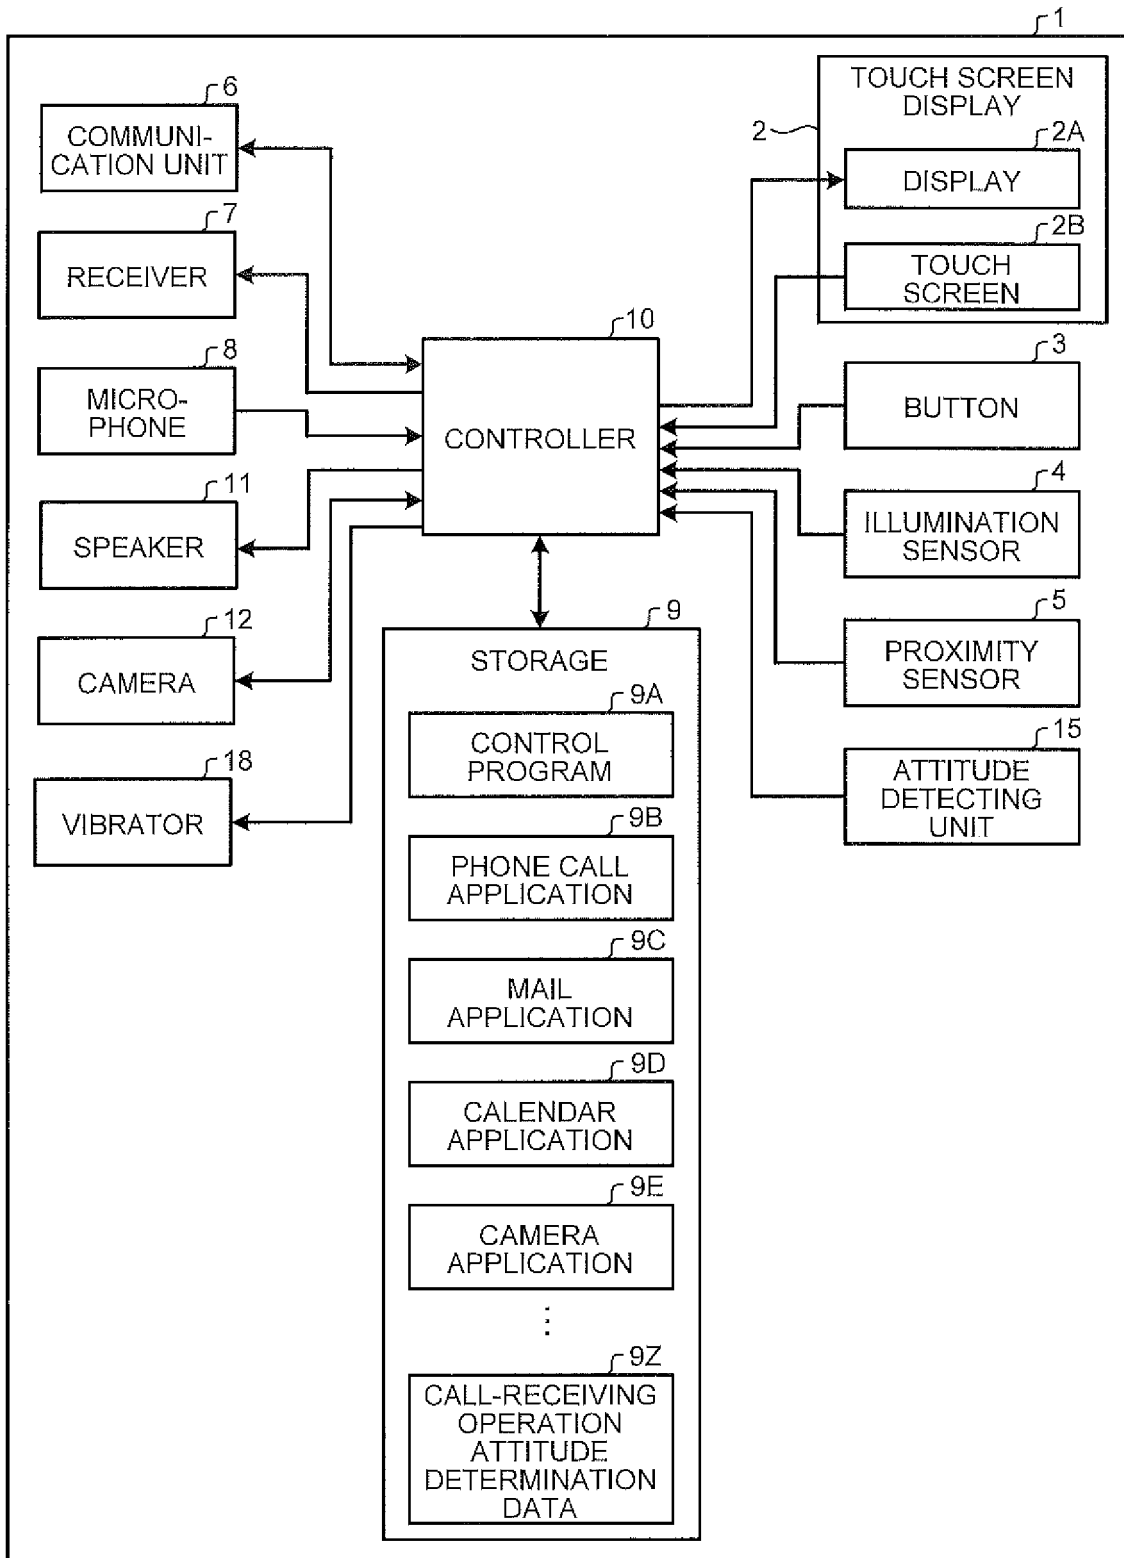 1
6
COMMUNI-
CATION UNIT
7
RECEIVER
8
MICRO-
PHONE
11
SPEAKER
12
CAMERA
18
VIBRATOR
10
CONTROLLER
TOUCH SCREEN
DISPLAY
2
2A
DISPLAY
2B
TOUCH
SCREEN
3
BUTTON
4
ILLUMINATION
SENSOR
5
PROXIMITY
SENSOR
15
ATTITUDE
DETECTING
UNIT
9
STORAGE
9A
CONTROL
PROGRAM
9B
PHONE CALL
APPLICATION
9C
MAIL
APPLICATION
9D
CALENDAR
APPLICATION
9E
CAMERA
APPLICATION
⋮
9Z
CALL-RECEIVING
OPERATION
ATTITUDE
DETERMINATION
DATA